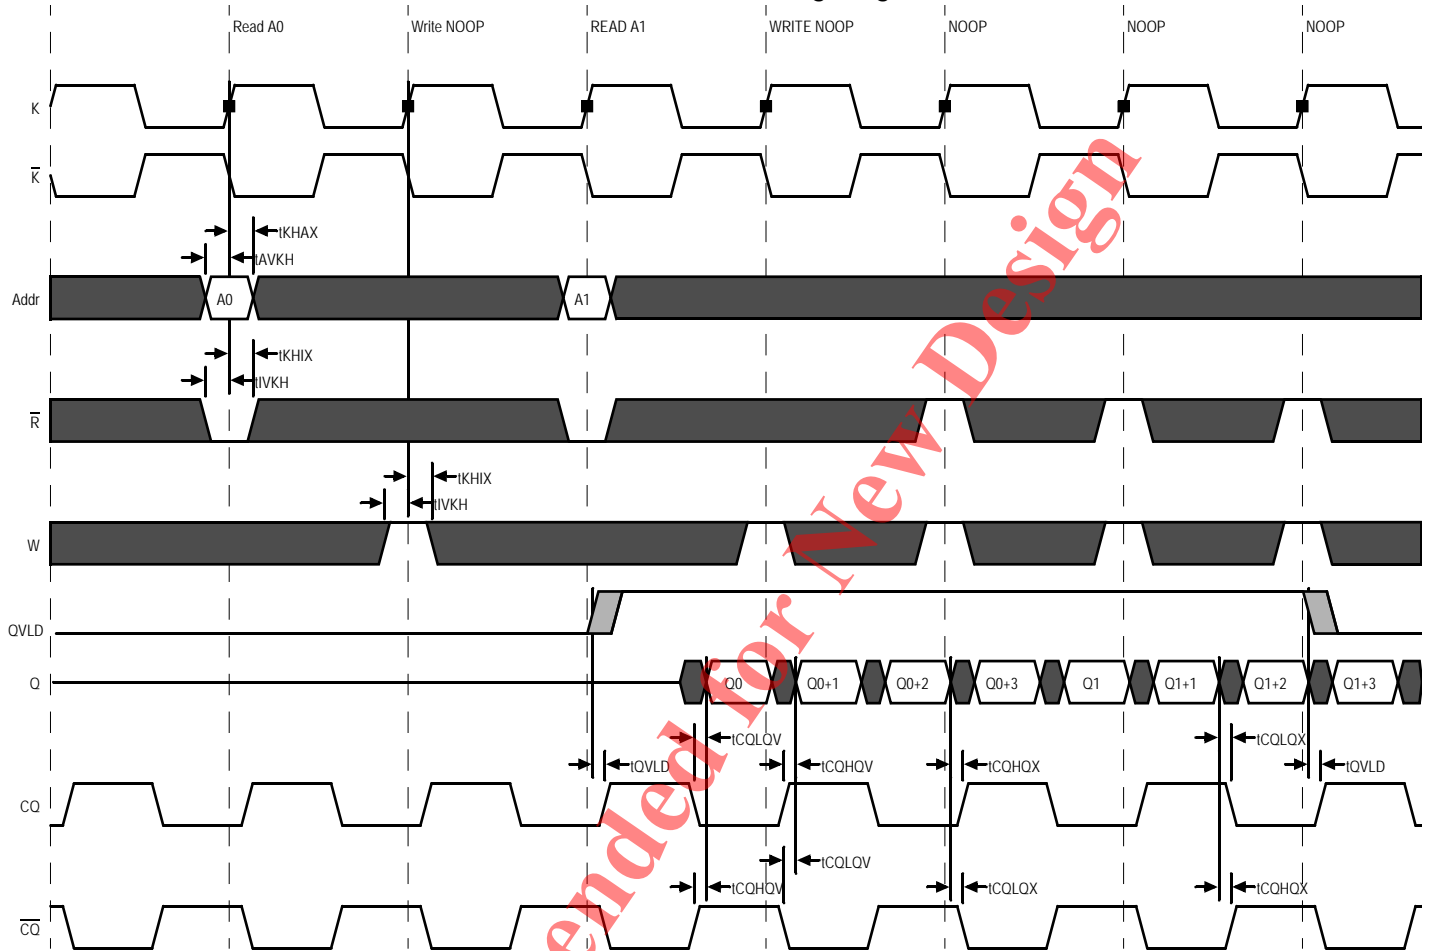 Read A0 Write NOOP READ A1 WRITE NOOP NOOP NOOP NOOP
K
K
tKHAX
tAVKH
Addr A0 A1
tKHIX
tIVKH
R
tKHIX
tIVKH
W
QVLD
Q Q0 Q0+1 Q0+2 Q0+3 Q1 Q1+1 Q1+2 Q1+3
tCQLQV tCQLQX
tQVLD tCQHQV tCQHQX tQVLD
CQ
tCQLQV
tCQHQV tCQLQX tCQHQX
CQ
ended for New Design